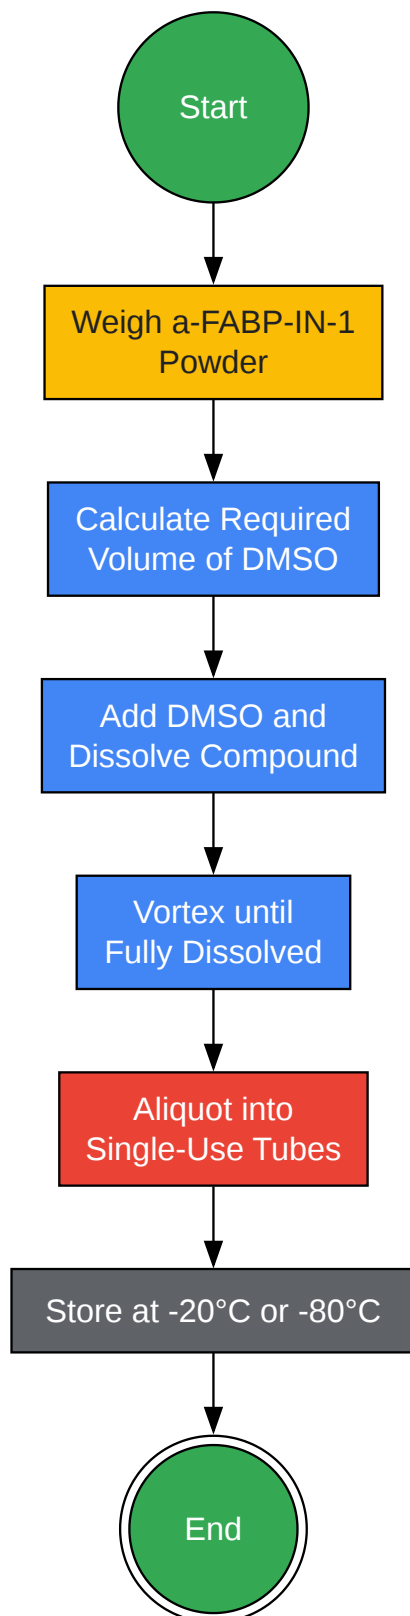 Start
Weigh a-FABP-IN-1
Powder
Calculate Required
Volume of DMSO
Add DMSO and
Dissolve Compound
Vortex until
Fully Dissolved
Aliquot into
Single-Use Tubes
Store at -20°C or -80°C
End